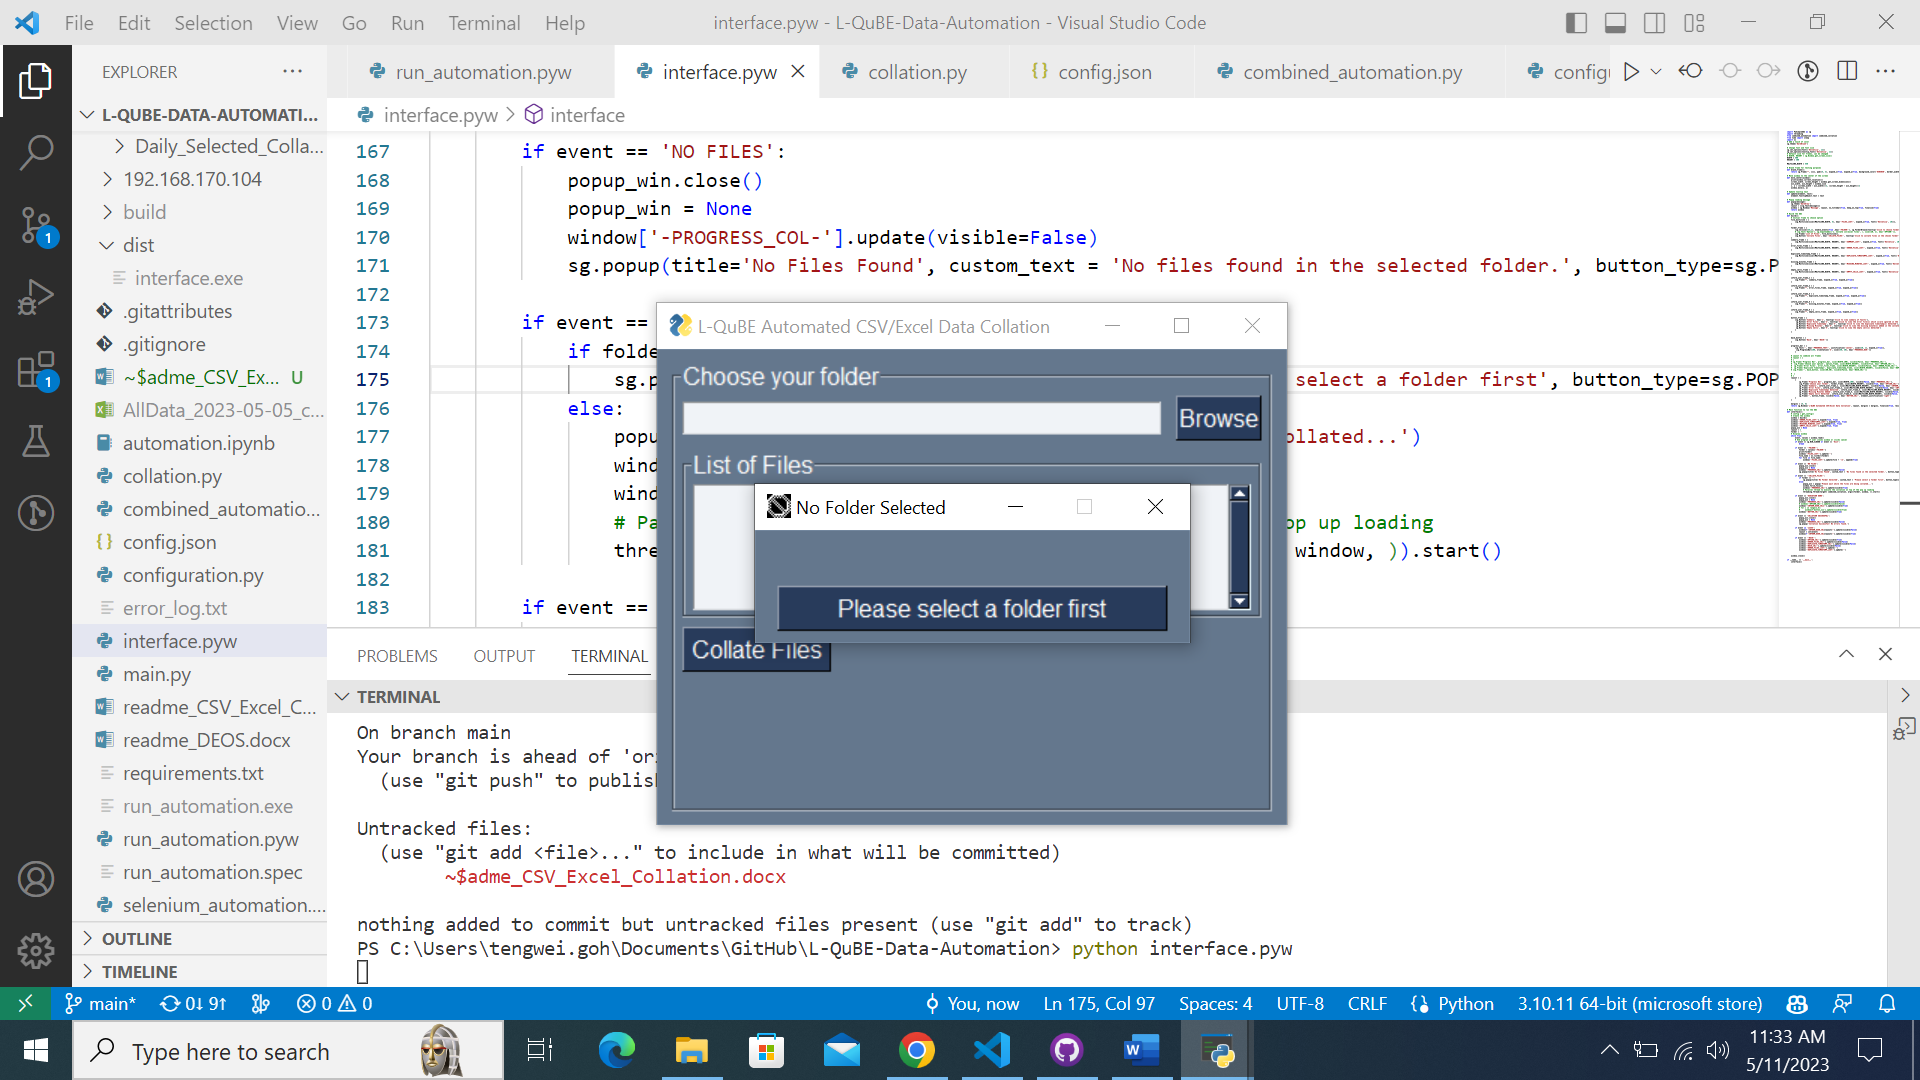 File Edit Selection View Go Run Terminal Help
interface.pyw - L-QuBE-Data-Automation - Visual Studio Code
EXPLORER
run_automation.pyw
interface.pyw
collation.py
config.json
combined_automation.py
config
L-QUBE-DATA-AUTOMATI...
Daily_Selected_Colla...
192.168.170.104
build
dist
interface.exe
.gitattributes
.gitignore
~$adme_CSV_Ex... U
AllData_2023-05-05_c...
automation.ipynb
collation.py
combined_automatio...
config.json
configuration.py
error_log.txt
interface.pyw
main.py
readme_CSV_Excel_C...
readme_DEOS.docx
requirements.txt
run_automation.exe
run_automation.pyw
run_automation.spec
selenium_automation....
OUTLINE
TIMELINE
1
1
interface.pyw > interface
167 if event == 'NO FILES':
168 popup_win.close()
169 popup_win = None
170 window['-PROGRESS_COL-'].update(visible=False)
171 sg.popup(title='No Files Found', custom_text = 'No files found in the selected folder.', button_type=sg.P
172
173 if event ==
174 if folde
175 sg.p select a folder first', button_type=sg.POP
176 else:
177 popu ollated...')
178 wind
179 wind
180 # Pa op up loading
181 thre window, )).start()
182
183 if event ==
L-QuBE Automated CSV/Excel Data Collation
Choose your folder
Browse
List of Files
No Folder Selected
Please select a folder first
Collate Files
PROBLEMS OUTPUT TERMINAL
TERMINAL
On branch main
Your branch is ahead of 'or
(use "git push" to publis
Untracked files:
(use "git add <file>..." to include in what will be committed)
~$adme_CSV_Excel_Collation.docx
nothing added to commit but untracked files present (use "git add" to track)
PS C:\Users\tengwei.goh\Documents\GitHub\L-QuBE-Data-Automation> python interface.pyw
main* 0↓ 9↑ 0 0
You, now Ln 175, Col 97 Spaces: 4 UTF-8 CRLF Python 3.10.11 64-bit (microsoft store)
Type here to search
11:33 AM
5/11/2023